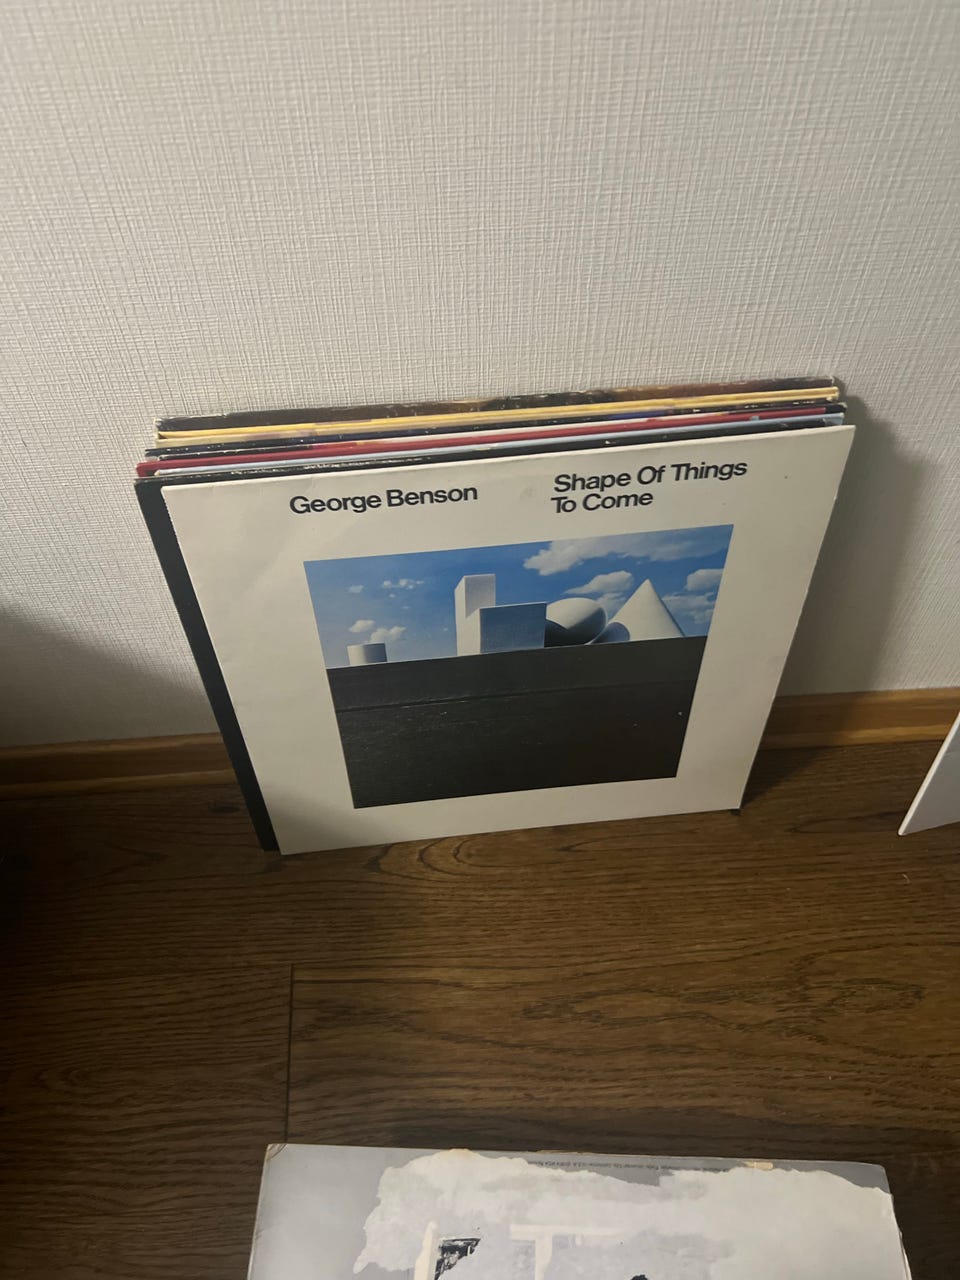 George Benson
Shape Of Things
To Come